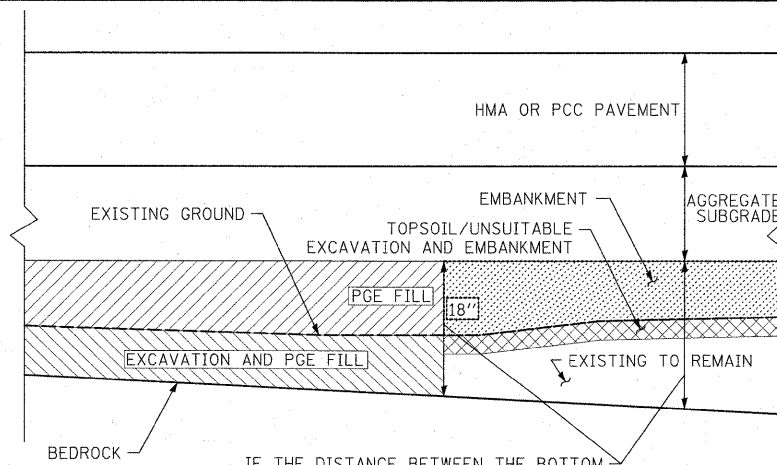 HMA OR PCC PAVEMENT
EMBANKMENT
AGGREGATE
SUBGRADE
EXISTING GROUND
TOPSOIL/UNSUITABLE
EXCAVATION AND EMBANKMENT
PGE FILL
18"
EXCAVATION AND PGE FILL
EXISTING TO REMAIN
BEDROCK
IF THE DISTANCE BETWEEN THE BOTTOM